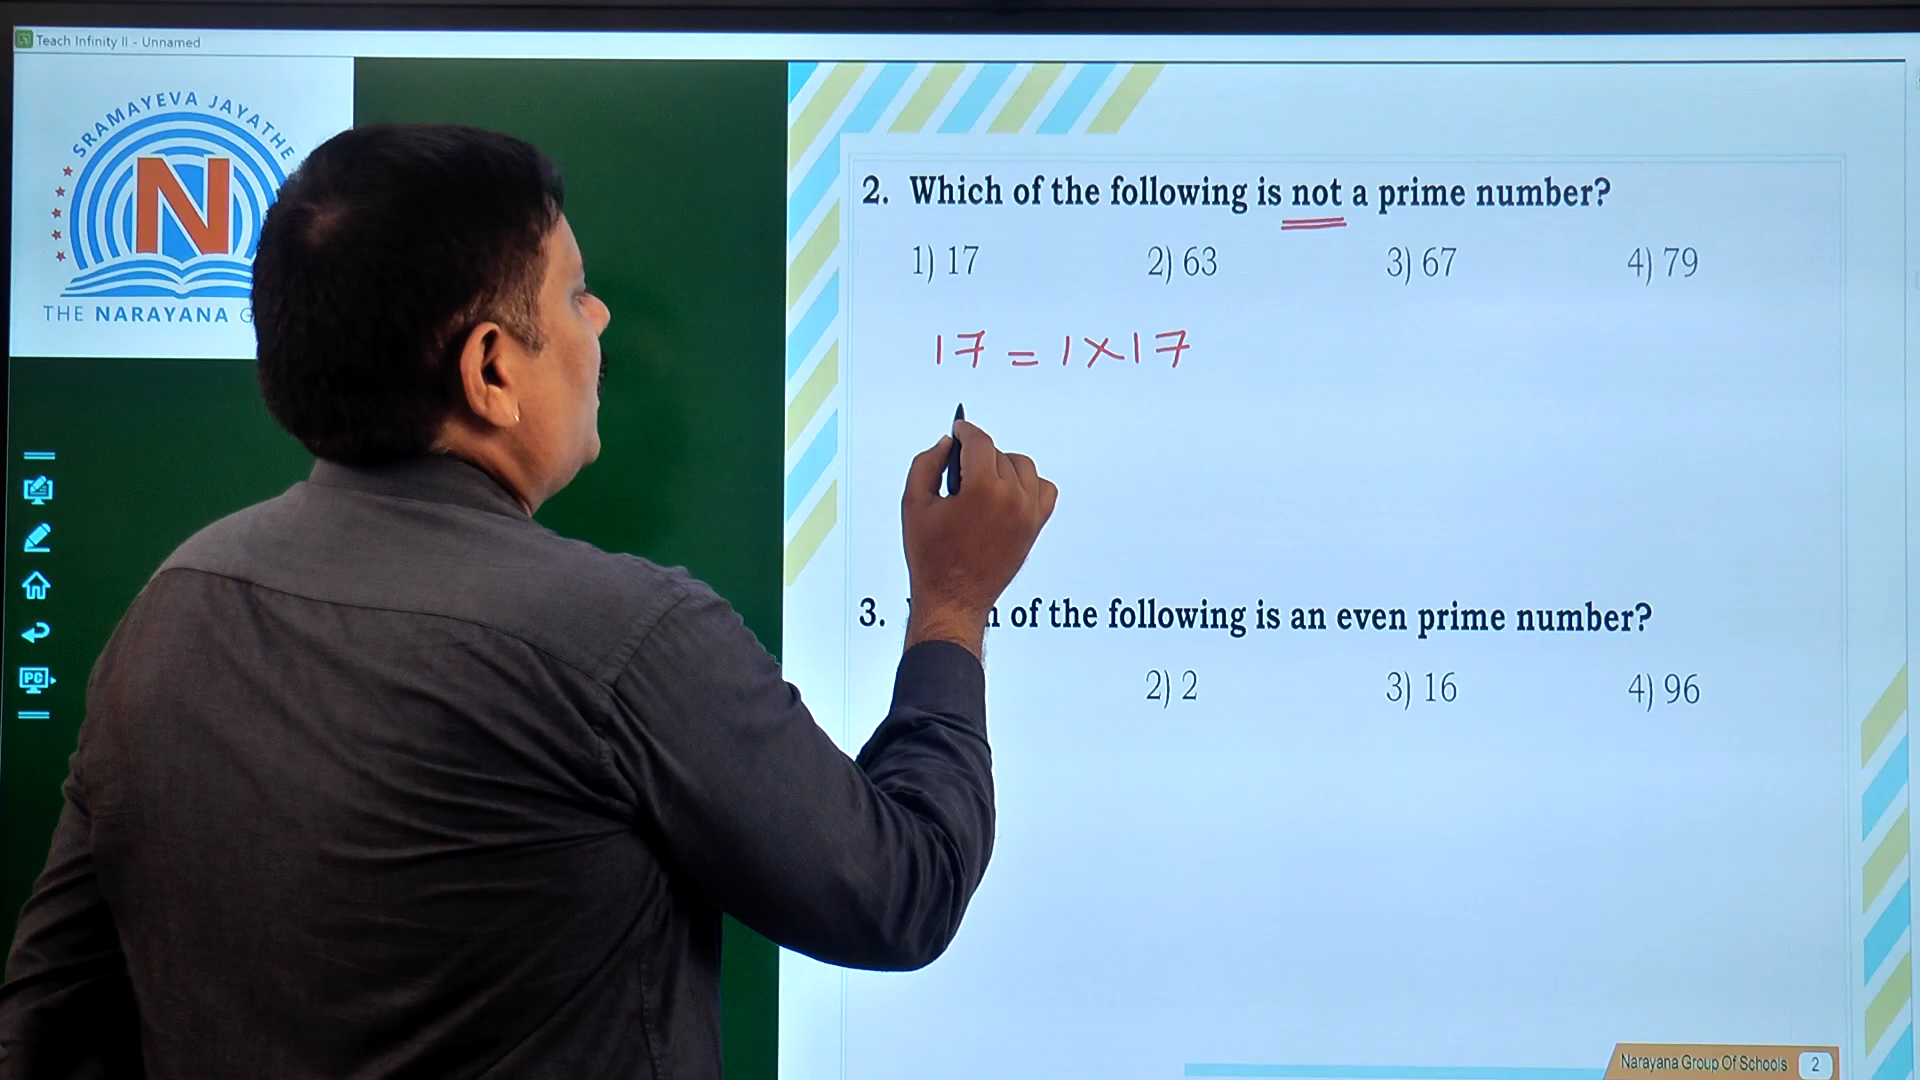 Teach Infinity II - Unnamed
SRAMAYEVA JAYATHE
N
THE NARAYANA G
2. Which of the following is not a prime number?
1) 17 2) 63 3) 67 4) 79
17 = 1 × 17
3. of the following is an even prime number?
2) 2 3) 16 4) 96
PC
Narayana Group Of Schools 2